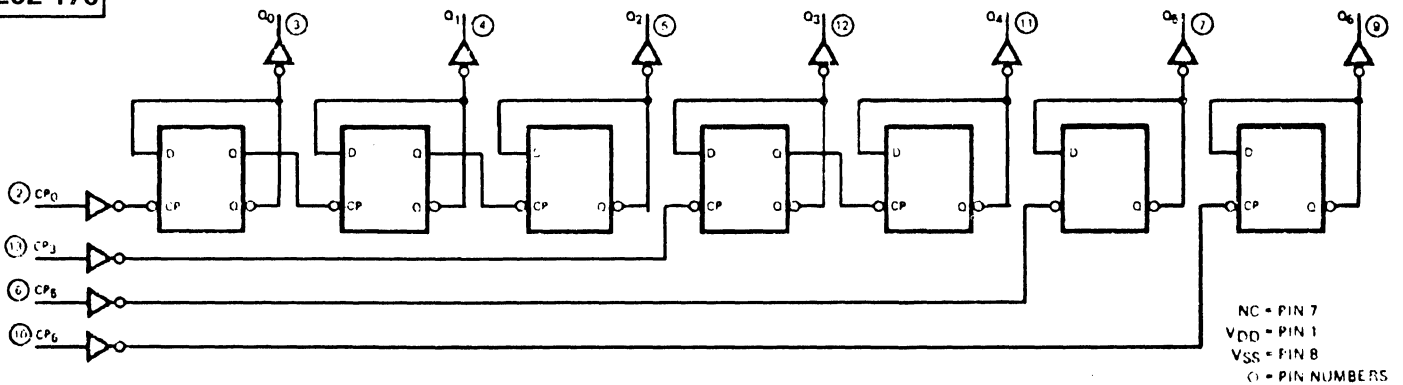 Q0 ③ Q1 ④ Q2 ⑤ Q3 ⑫ Q4 ⑪ Q5 ⑦ Q6 ⑨
D Q D Q D Q D D
② CP0 CP Q CP Q CP Q CP Q CP Q CP Q CP Q
⑬ CP3
⑥ CP5
⑩ CP6
NC = PIN 7
VDD = PIN 1
VSS = PIN 8
○ = PIN NUMBERS